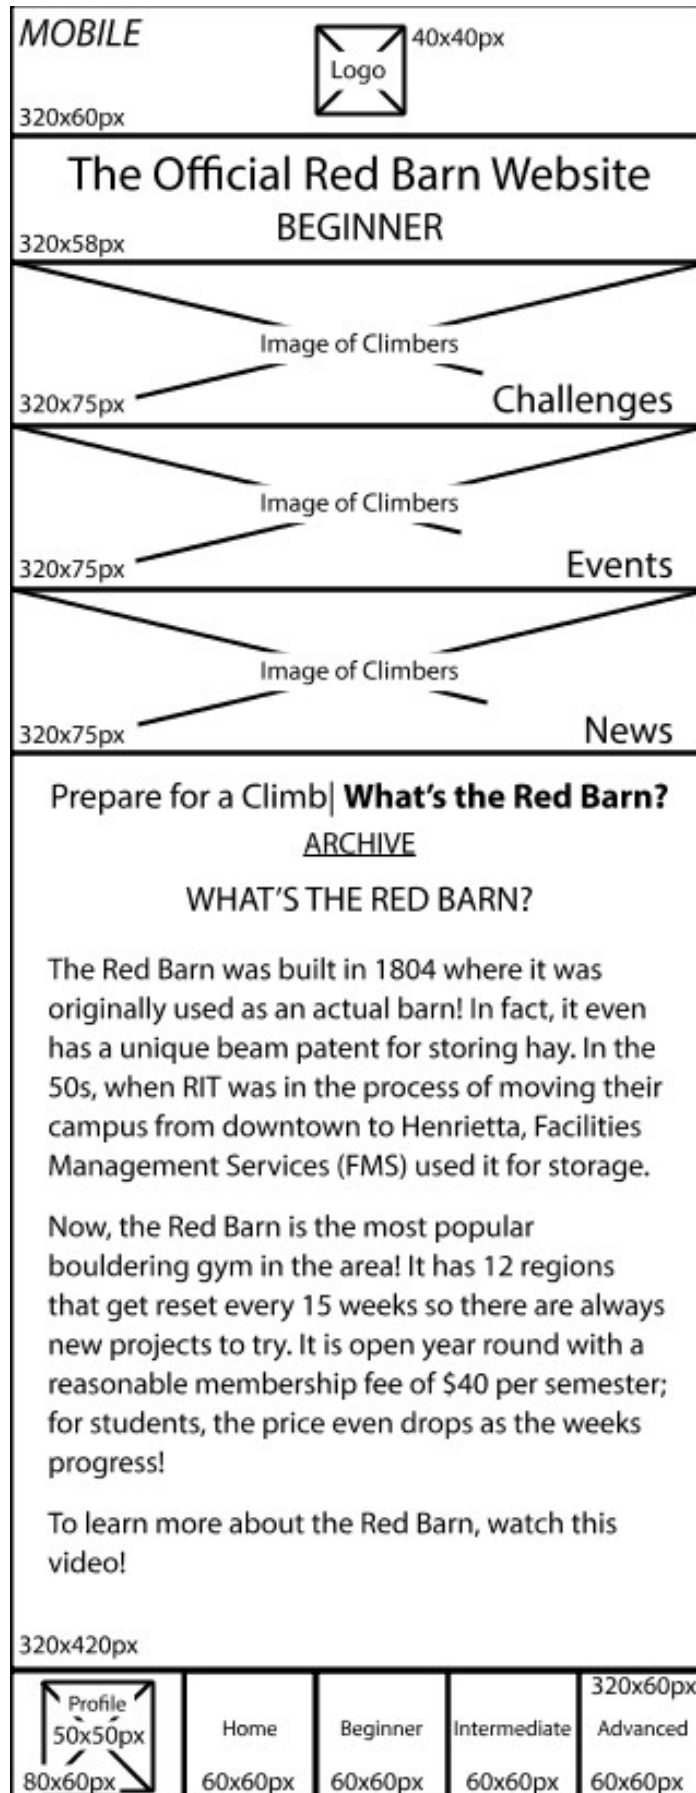 MOBILE
Logo
40x40px
320x60px
The Official Red Barn Website
BEGINNER
320x58px
Image of Climbers
320x75px
Challenges
Image of Climbers
320x75px
Events
Image of Climbers
320x75px
News
Prepare for a Climb| What's the Red Barn?
ARCHIVE
WHAT'S THE RED BARN?
The Red Barn was built in 1804 where it was
originally used as an actual barn! In fact, it even
has a unique beam patent for storing hay. In the
50s, when RIT was in the process of moving their
campus from downtown to Henrietta, Facilities
Management Services (FMS) used it for storage.
Now, the Red Barn is the most popular
bouldering gym in the area! It has 12 regions
that get reset every 15 weeks so there are always
new projects to try. It is open year round with a
reasonable membership fee of $40 per semester;
for students, the price even drops as the weeks
progress!
To learn more about the Red Barn, watch this
video!
320x420px
Profile
50x50px
80x60px
Home
60x60px
Beginner
60x60px
Intermediate
60x60px
320x60px
Advanced
60x60px